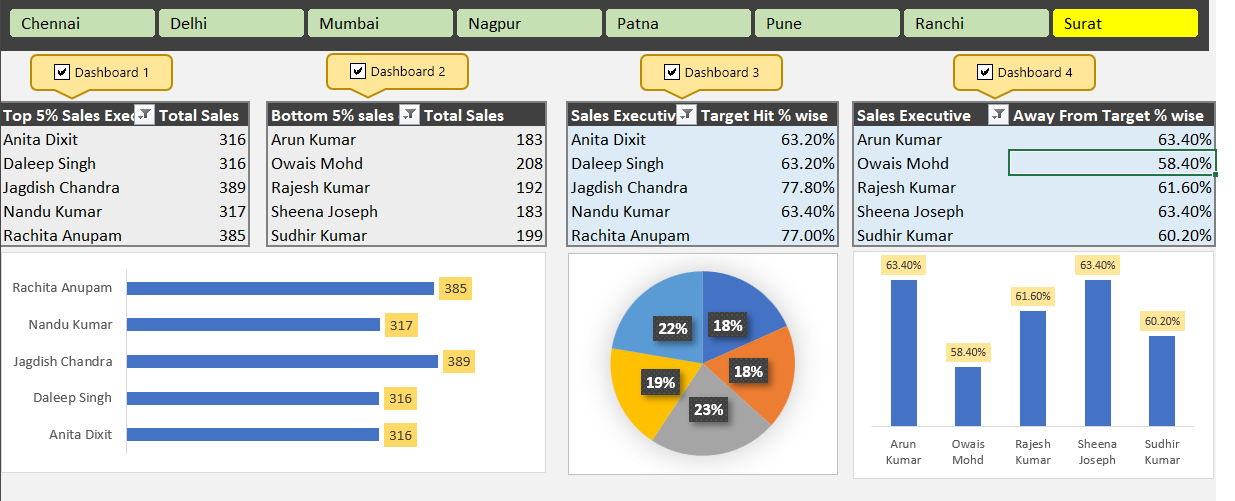 Chennai Delhi Mumbai Nagpur Patna Pune Ranchi Surat
Dashboard 1 Dashboard 2 Dashboard 3 Dashboard 4
Top 5% Sales Exec Total Sales
Anita Dixit 316
Daleep Singh 316
Jagdish Chandra 389
Nandu Kumar 317
Rachita Anupam 385
Bottom 5% sales Total Sales
Arun Kumar 183
Owais Mohd 208
Rajesh Kumar 192
Sheena Joseph 183
Sudhir Kumar 199
Sales Executiv Target Hit % wise
Anita Dixit 63.20%
Daleep Singh 63.20%
Jagdish Chandra 77.80%
Nandu Kumar 63.40%
Rachita Anupam 77.00%
Sales Executive Away From Target % wise
Arun Kumar 63.40%
Owais Mohd 58.40%
Rajesh Kumar 61.60%
Sheena Joseph 63.40%
Sudhir Kumar 60.20%
Rachita Anupam 385
Nandu Kumar 317
Jagdish Chandra 389
Daleep Singh 316
Anita Dixit 316
22% 18%
19% 18%
23%
63.40% 58.40% 61.60% 63.40% 60.20%
Arun Owais Rajesh Sheena Sudhir
Kumar Mohd Kumar Joseph Kumar